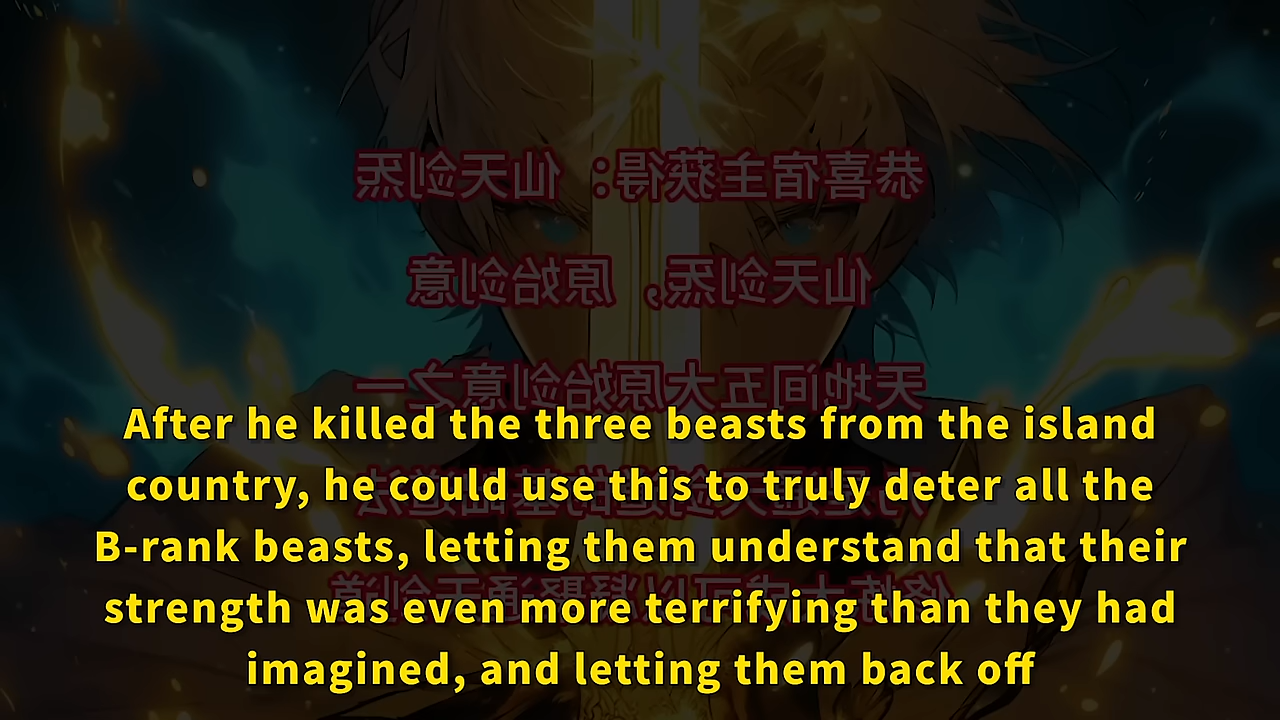 恭喜宿主获得：仙天剑炁
仙天剑炁，原始剑意
天地间五大原始剑意之一
After he killed the three beasts from the island
country, he could use this to truly deter all the
B-rank beasts, letting them understand that their
strength was even more terrifying than they had
imagined, and letting them back off